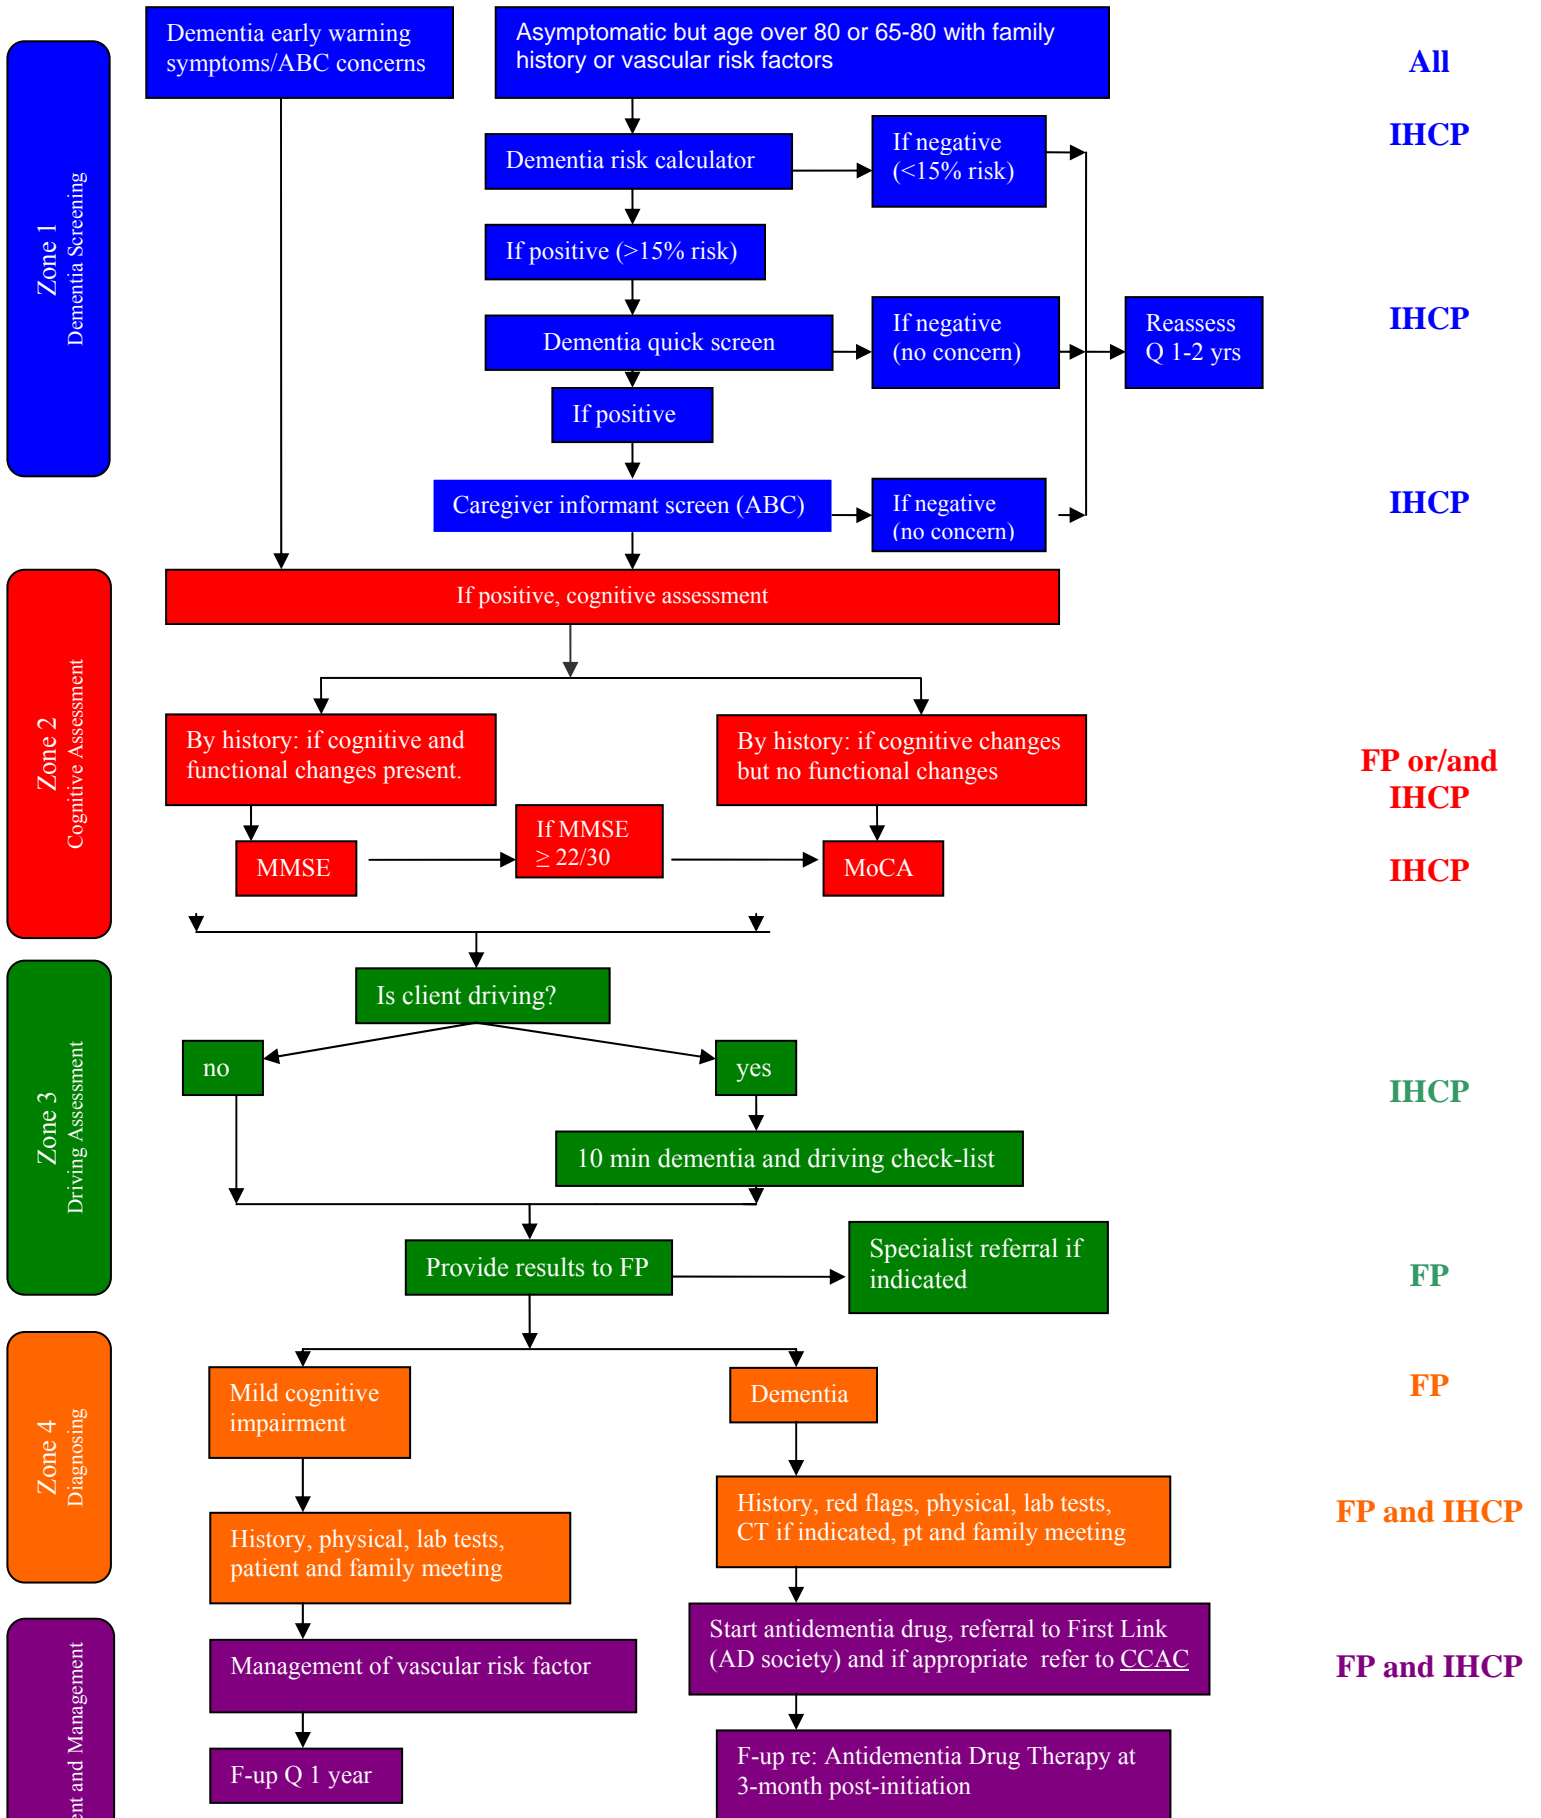 Dementia early warning
symptoms/ABC concerns
Asymptomatic but age over 80 or 65-80 with family
history or vascular risk factors
All
Zone 1
Dementia Screening
Dementia risk calculator
If negative
(<15% risk)
IHCP
If positive (>15% risk)
Dementia quick screen
If negative
(no concern)
Reassess
Q 1-2 yrs
IHCP
If positive
Caregiver informant screen (ABC)
If negative
(no concern)
IHCP
Zone 2
Cognitive Assessment
If positive, cognitive assessment
By history: if cognitive and
functional changes present.
By history: if cognitive changes
but no functional changes
FP or/and
IHCP
MMSE
If MMSE
≥ 22/30
MoCA
IHCP
Zone 3
Driving Assessment
Is client driving?
no
yes
IHCP
10 min dementia and driving check-list
Provide results to FP
Specialist referral if
indicated
FP
Zone 4
Diagnosing
Mild cognitive
impairment
Dementia
FP
History, physical, lab tests,
patient and family meeting
History, red flags, physical, lab tests,
CT if indicated, pt and family meeting
FP and IHCP
and Management
Management of vascular risk factor
Start antidementia drug, referral to First Link
(AD society) and if appropriate refer to CCAC
FP and IHCP
F-up Q 1 year
F-up re: Antidementia Drug Therapy at
3-month post-initiation